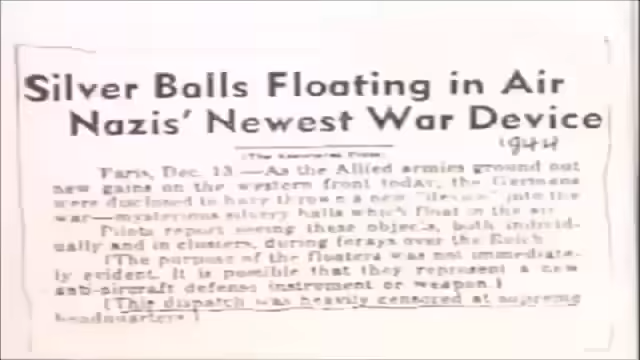 Silver Balls Floating in Air
Nazis' Newest War Device
1944
(The Associated Press)
Paris, Dec. 13.—As the Allied armies ground out
new gains on the western front today, the Germans
were disclosed to have thrown a new "device" into the
war—mysterious silvery balls which float in the air.
Pilots report seeing these objects, both individ-
ually and in clusters, during forays over the Reich.
(The purpose of the floaters was not immediate-
ly evident. It is possible that they represent a new
anti-aircraft defense instrument or weapon.)
(This dispatch was heavily censored at supreme
headquarters.)